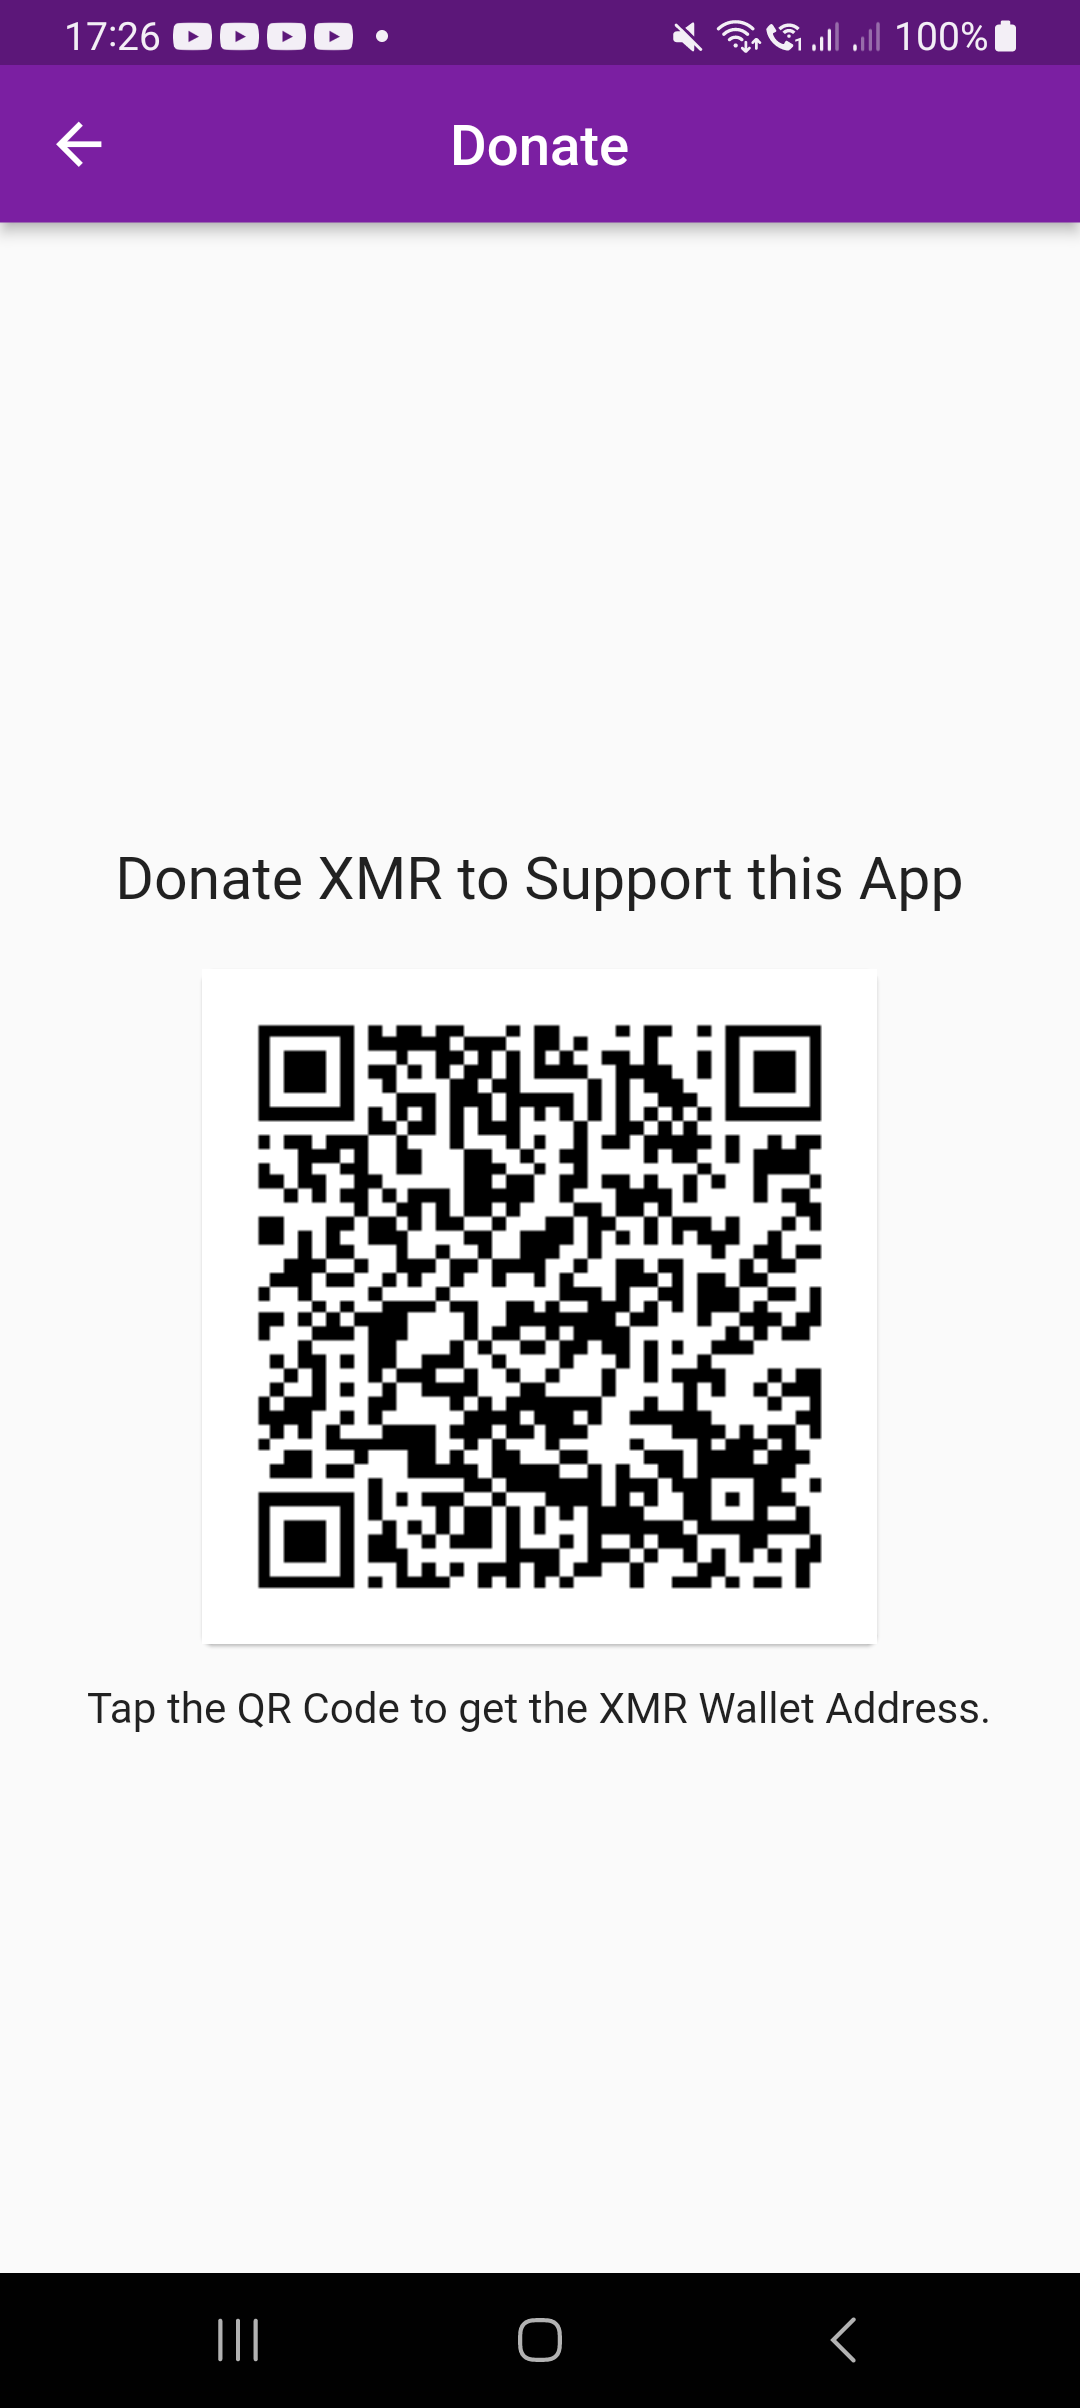 17:26 100%
Donate
Donate XMR to Support this App
Tap the QR Code to get the XMR Wallet Address.